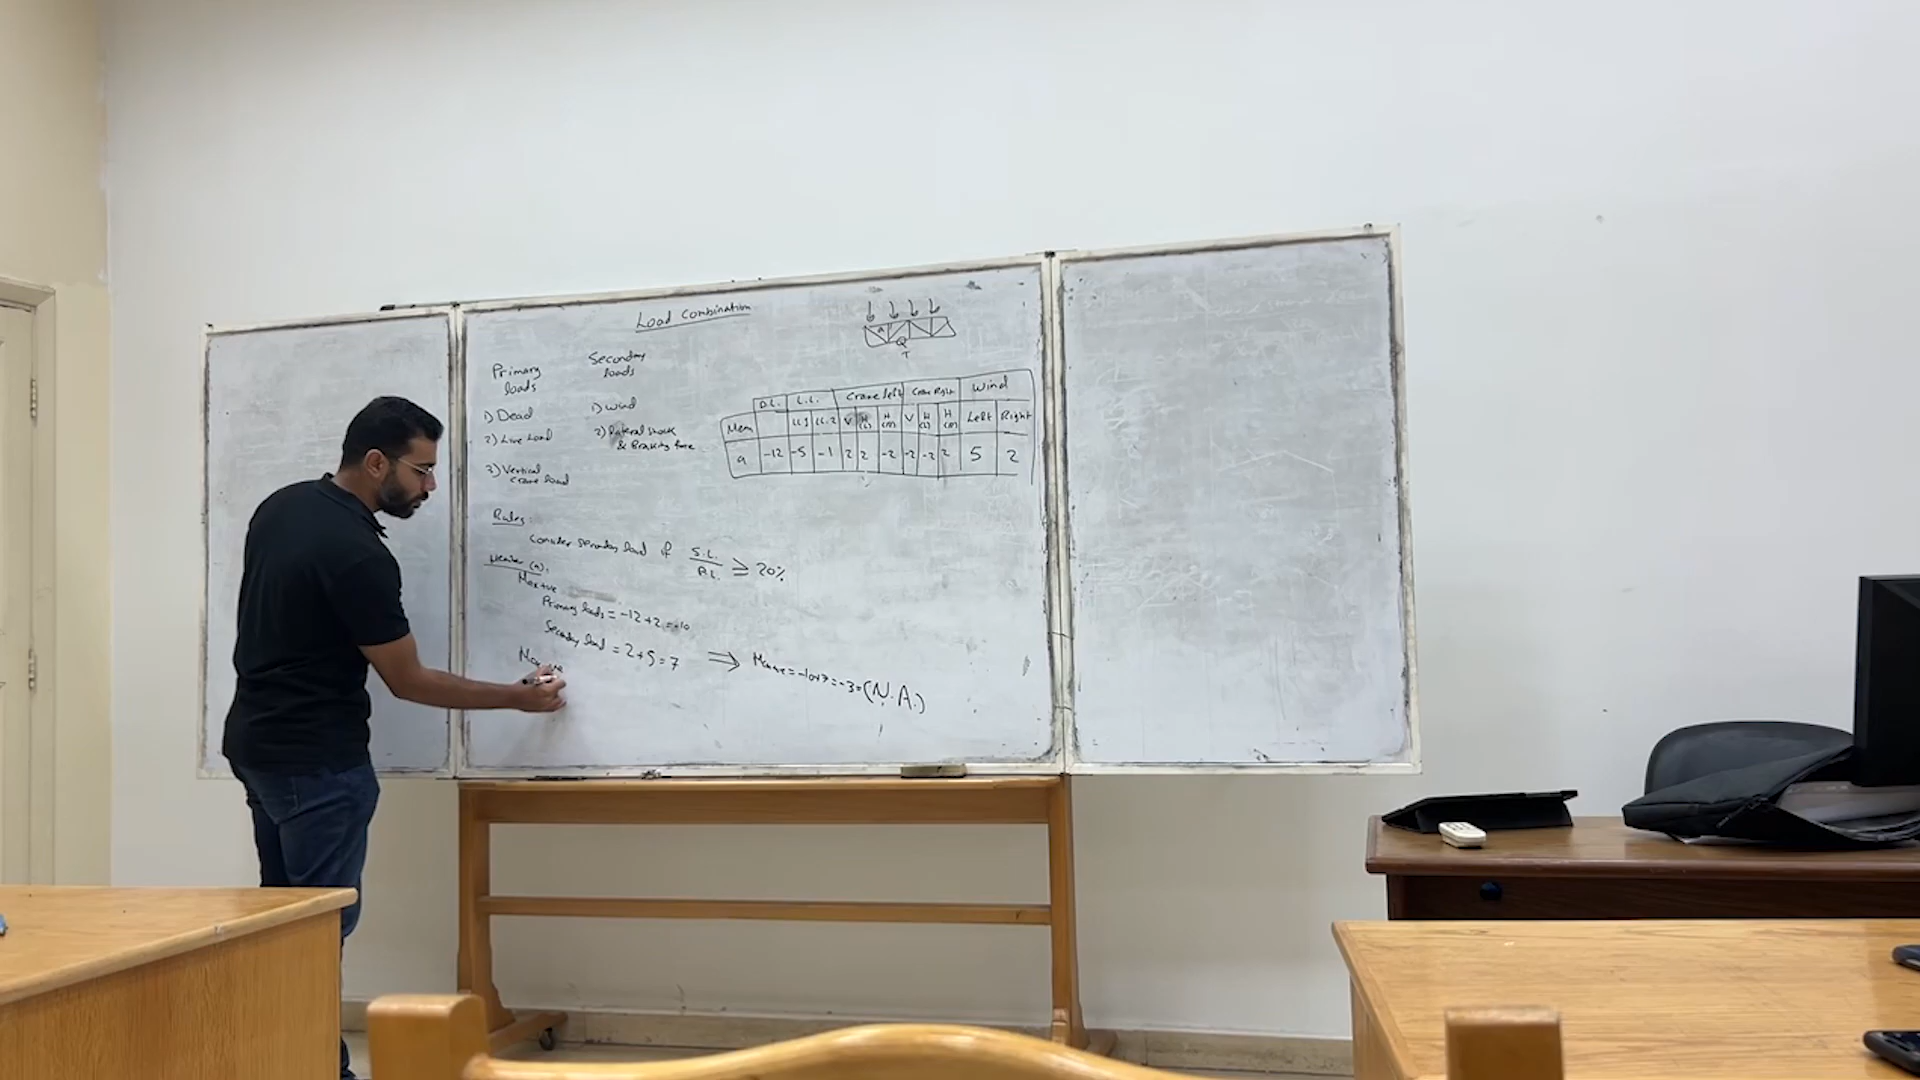 Load Combination
a
Q
T
Primary
loads
Secondary
loads
1) Dead
2) Live Load
3) Vertical
crane load
1) Wind
2) Lateral shock
& Braking force
D.L. L.L. Crane left Crane Right Wind
Mem LL1 LL2 V H H V H H Left Right
a -12 -5 -1 2 2 -2 -2 -2 2 5 2
Rules:
Consider secondary load if S.L. / P.L. ≥ 20%
Member (a).
Max+ve
Primary loads = -12+2 = -10
Secondary load = 2+5=7 ⇒ Max+ve = -10+7 = -3 = (N.A.)
Max-ve